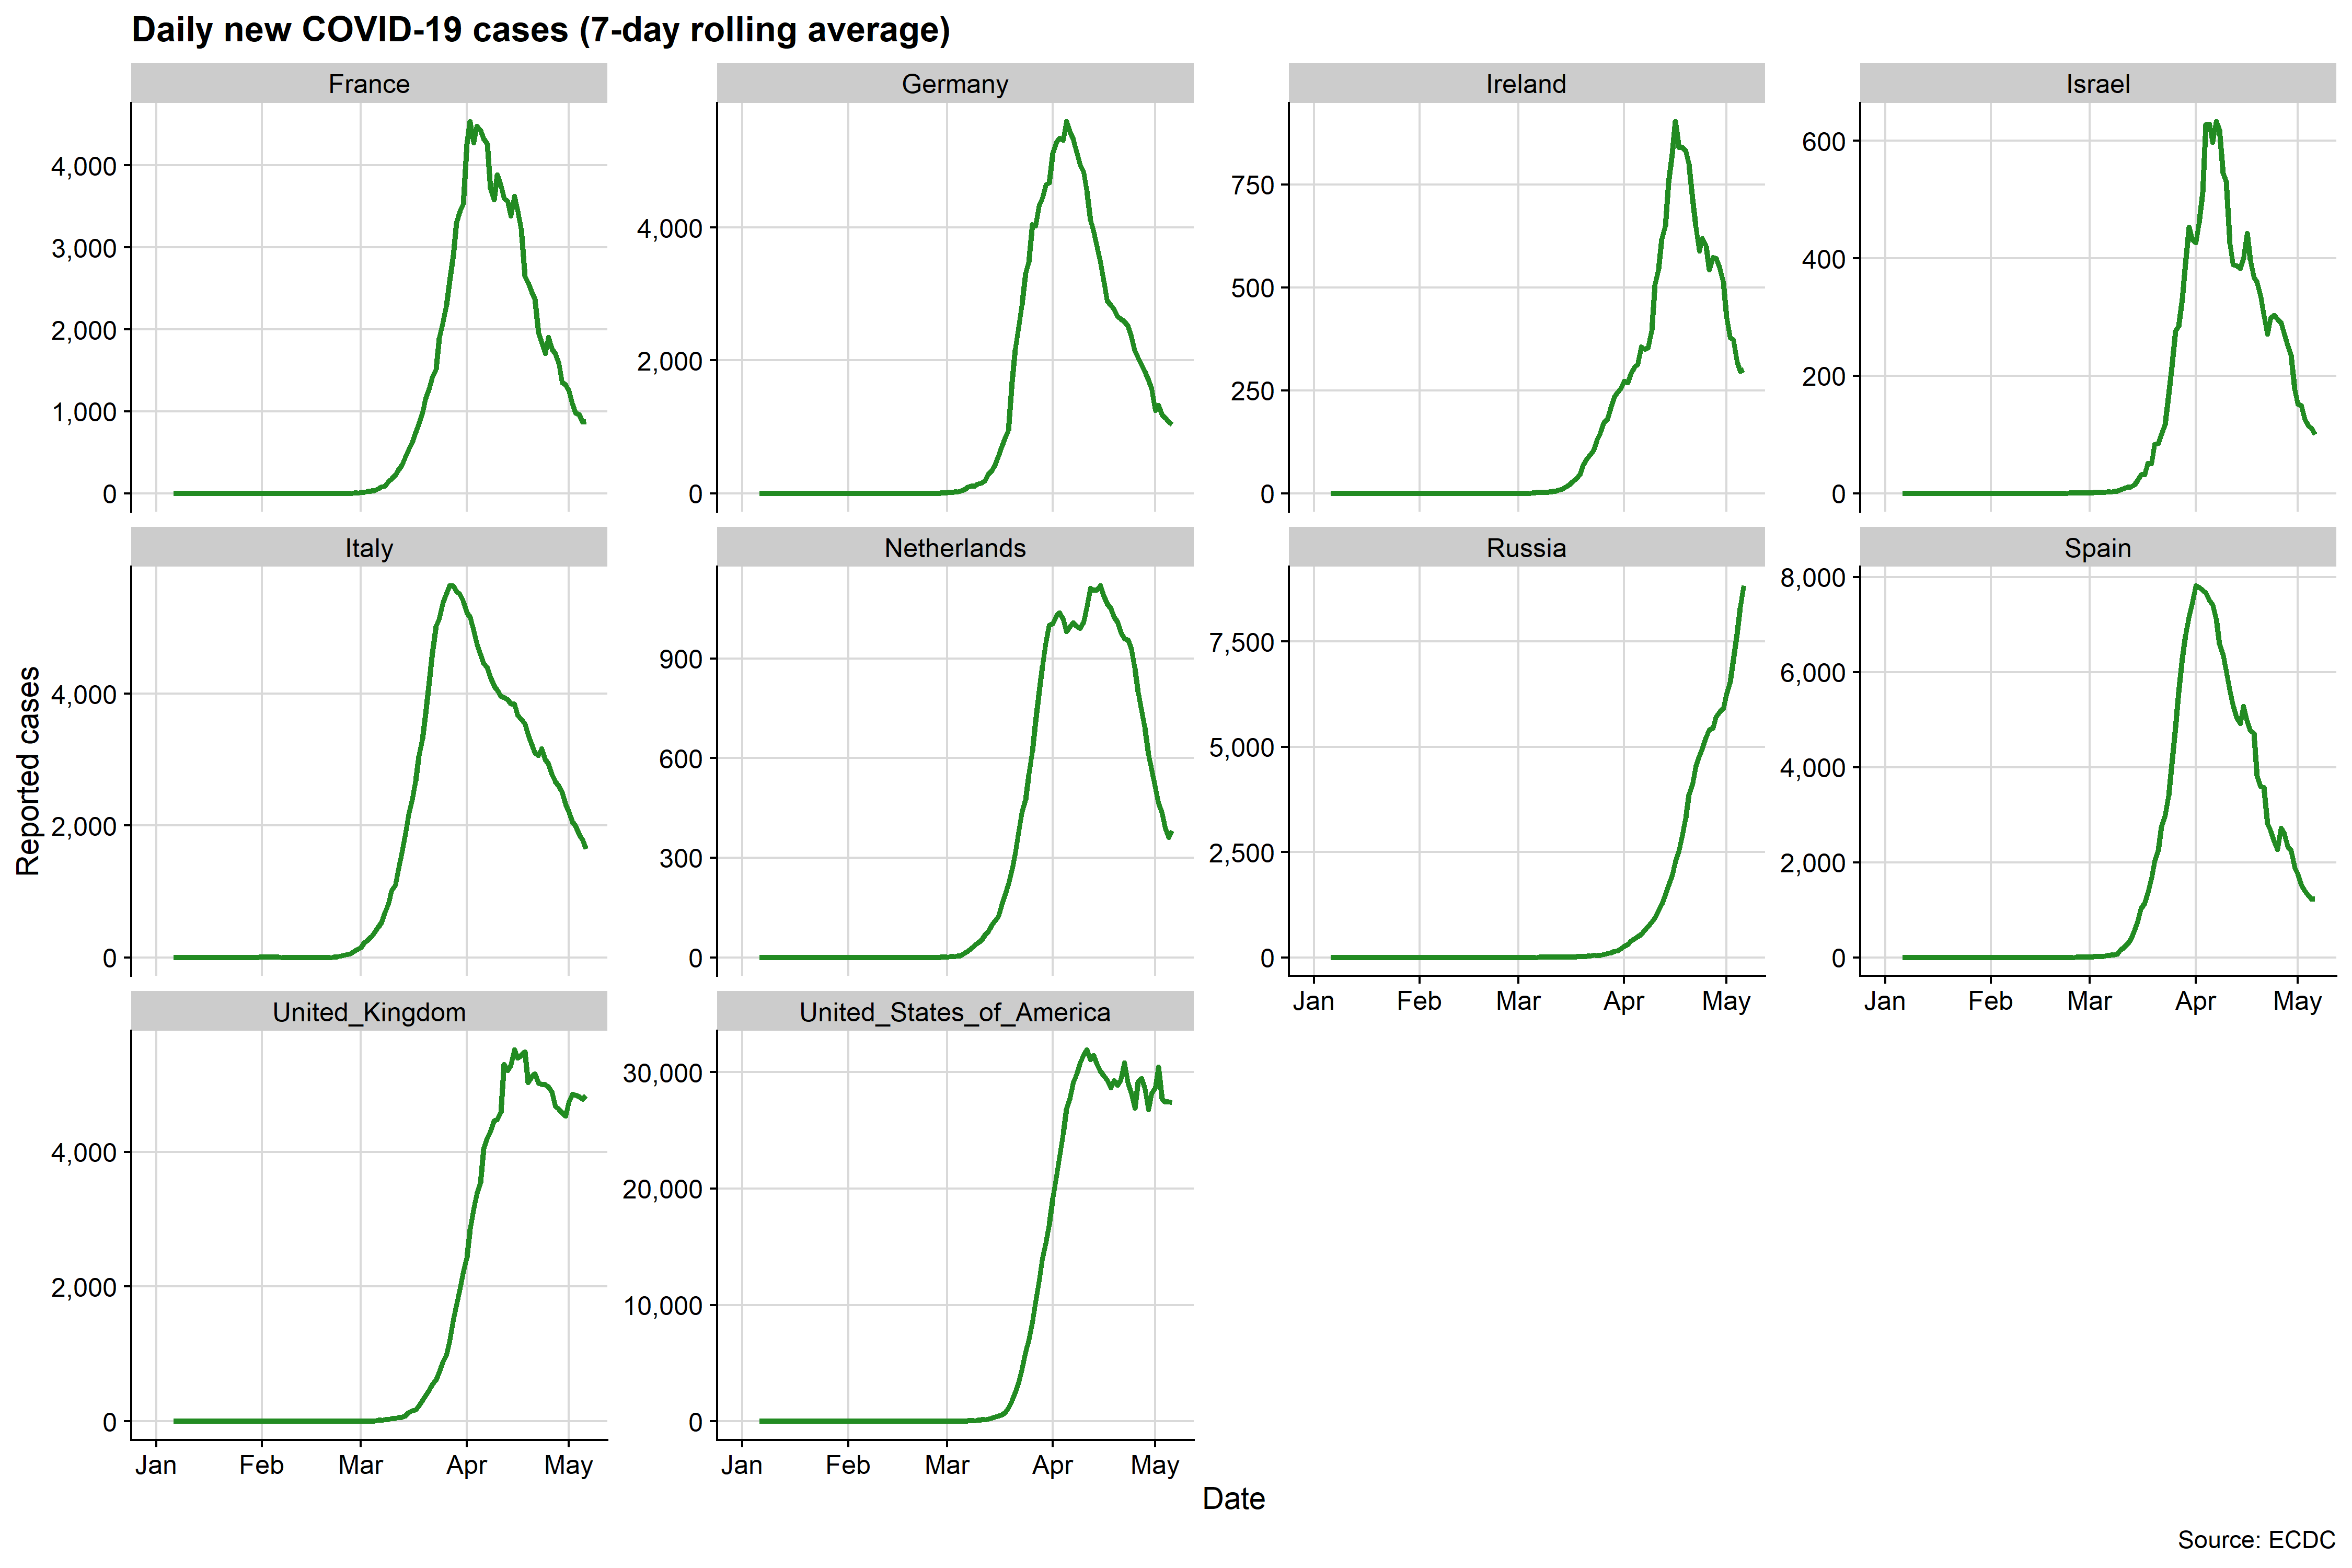 Daily new COVID-19 cases (7-day rolling average)
France
Germany
Ireland
Israel
4,000
3,000
2,000
1,000
0
4,000
2,000
0
750
500
250
0
600
400
200
0
Italy
Netherlands
Russia
Spain
4,000
2,000
0
900
600
300
0
7,500
5,000
2,500
0
8,000
6,000
4,000
2,000
0
Jan Feb Mar Apr May
Jan Feb Mar Apr May
United_Kingdom
United_States_of_America
4,000
2,000
0
30,000
20,000
10,000
0
Jan Feb Mar Apr May
Jan Feb Mar Apr May
Reported cases
Date
Source: ECDC